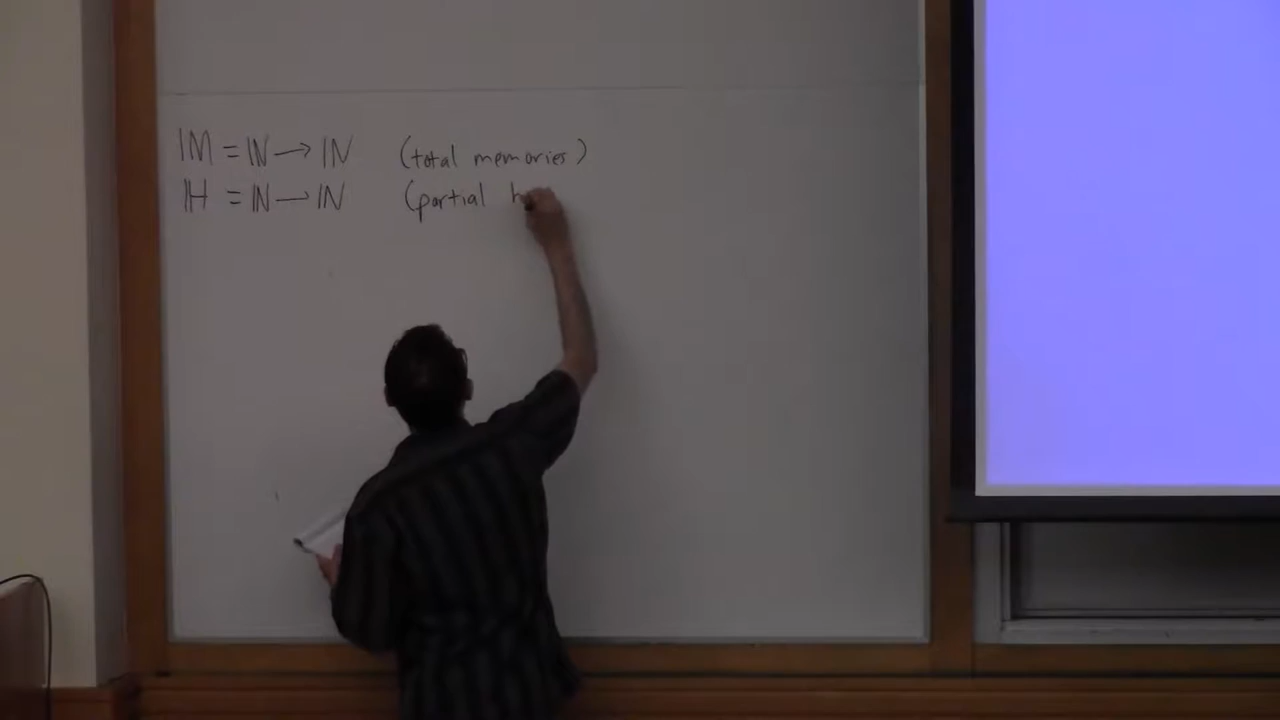 𝕄 = ℕ → ℕ (total memories)
ℍ = ℕ → ℕ (partial h